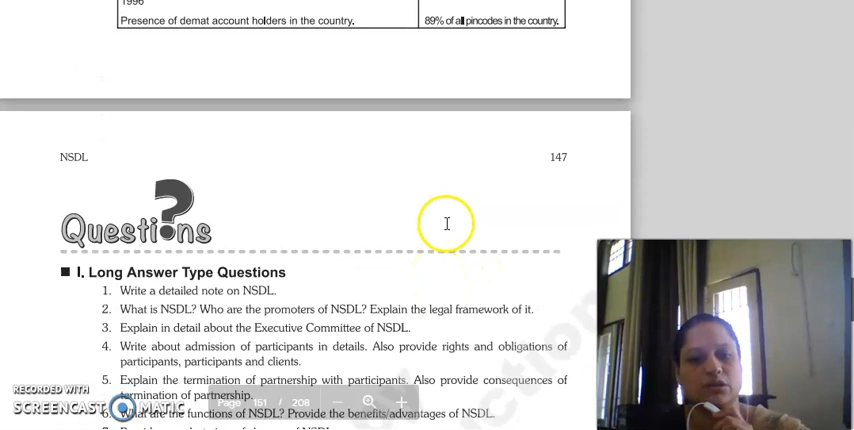 1996
Presence of demat account holders in the country.
89% of all pincodes in the country.
NSDL
147
Questions
I. Long Answer Type Questions
1. Write a detailed note on NSDL.
2. What is NSDL? Who are the promoters of NSDL? Explain the legal framework of it.
3. Explain in detail about the Executive Committee of NSDL.
4. Write about admission of participants in details. Also provide rights and obligations of
participants, participants and clients.
5. Explain the termination of partnership with participants. Also provide consequences of
termination of partnership.
6. What are the functions of NSDL? Provide the benefits/advantages of NSDL.
Page 151 / 208
RECORDED WITH
SCREENCAST MATIC